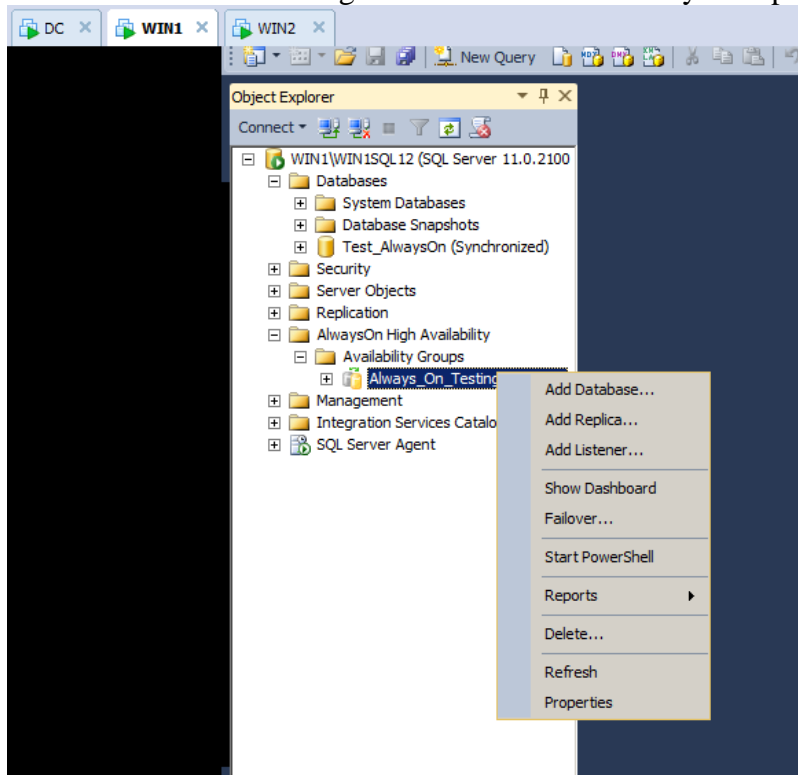 DC WIN1 WIN2
New Query
Object Explorer
Connect
WIN1\WIN1SQL12 (SQL Server 11.0.2100
Databases
System Databases
Database Snapshots
Test_AlwaysOn (Synchronized)
Security
Server Objects
Replication
AlwaysOn High Availability
Availability Groups
Always_On_Testing
Management
Integration Services Catalo
SQL Server Agent
Add Database...
Add Replica...
Add Listener...
Show Dashboard
Failover...
Start PowerShell
Reports
Delete...
Refresh
Properties